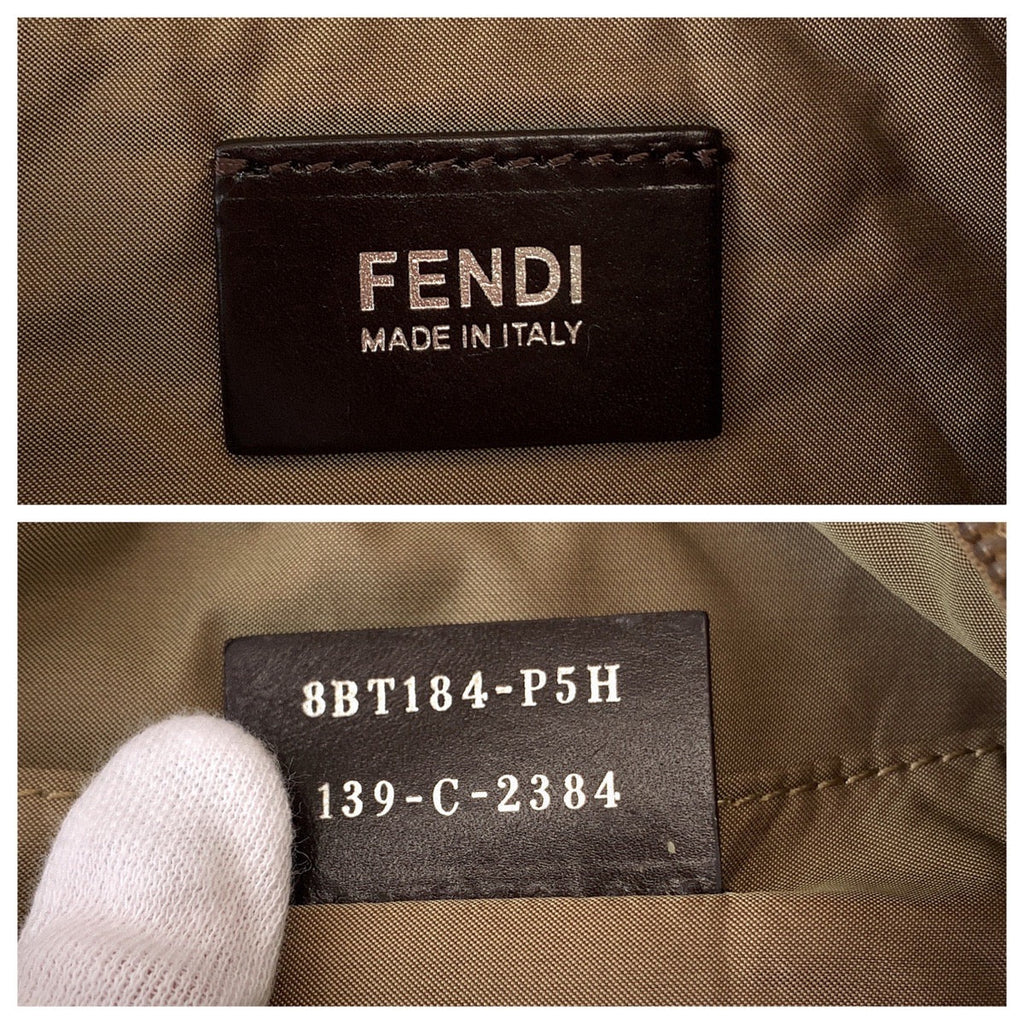 FENDI
MADE IN ITALY
8BT184-P5H
139-C-2384